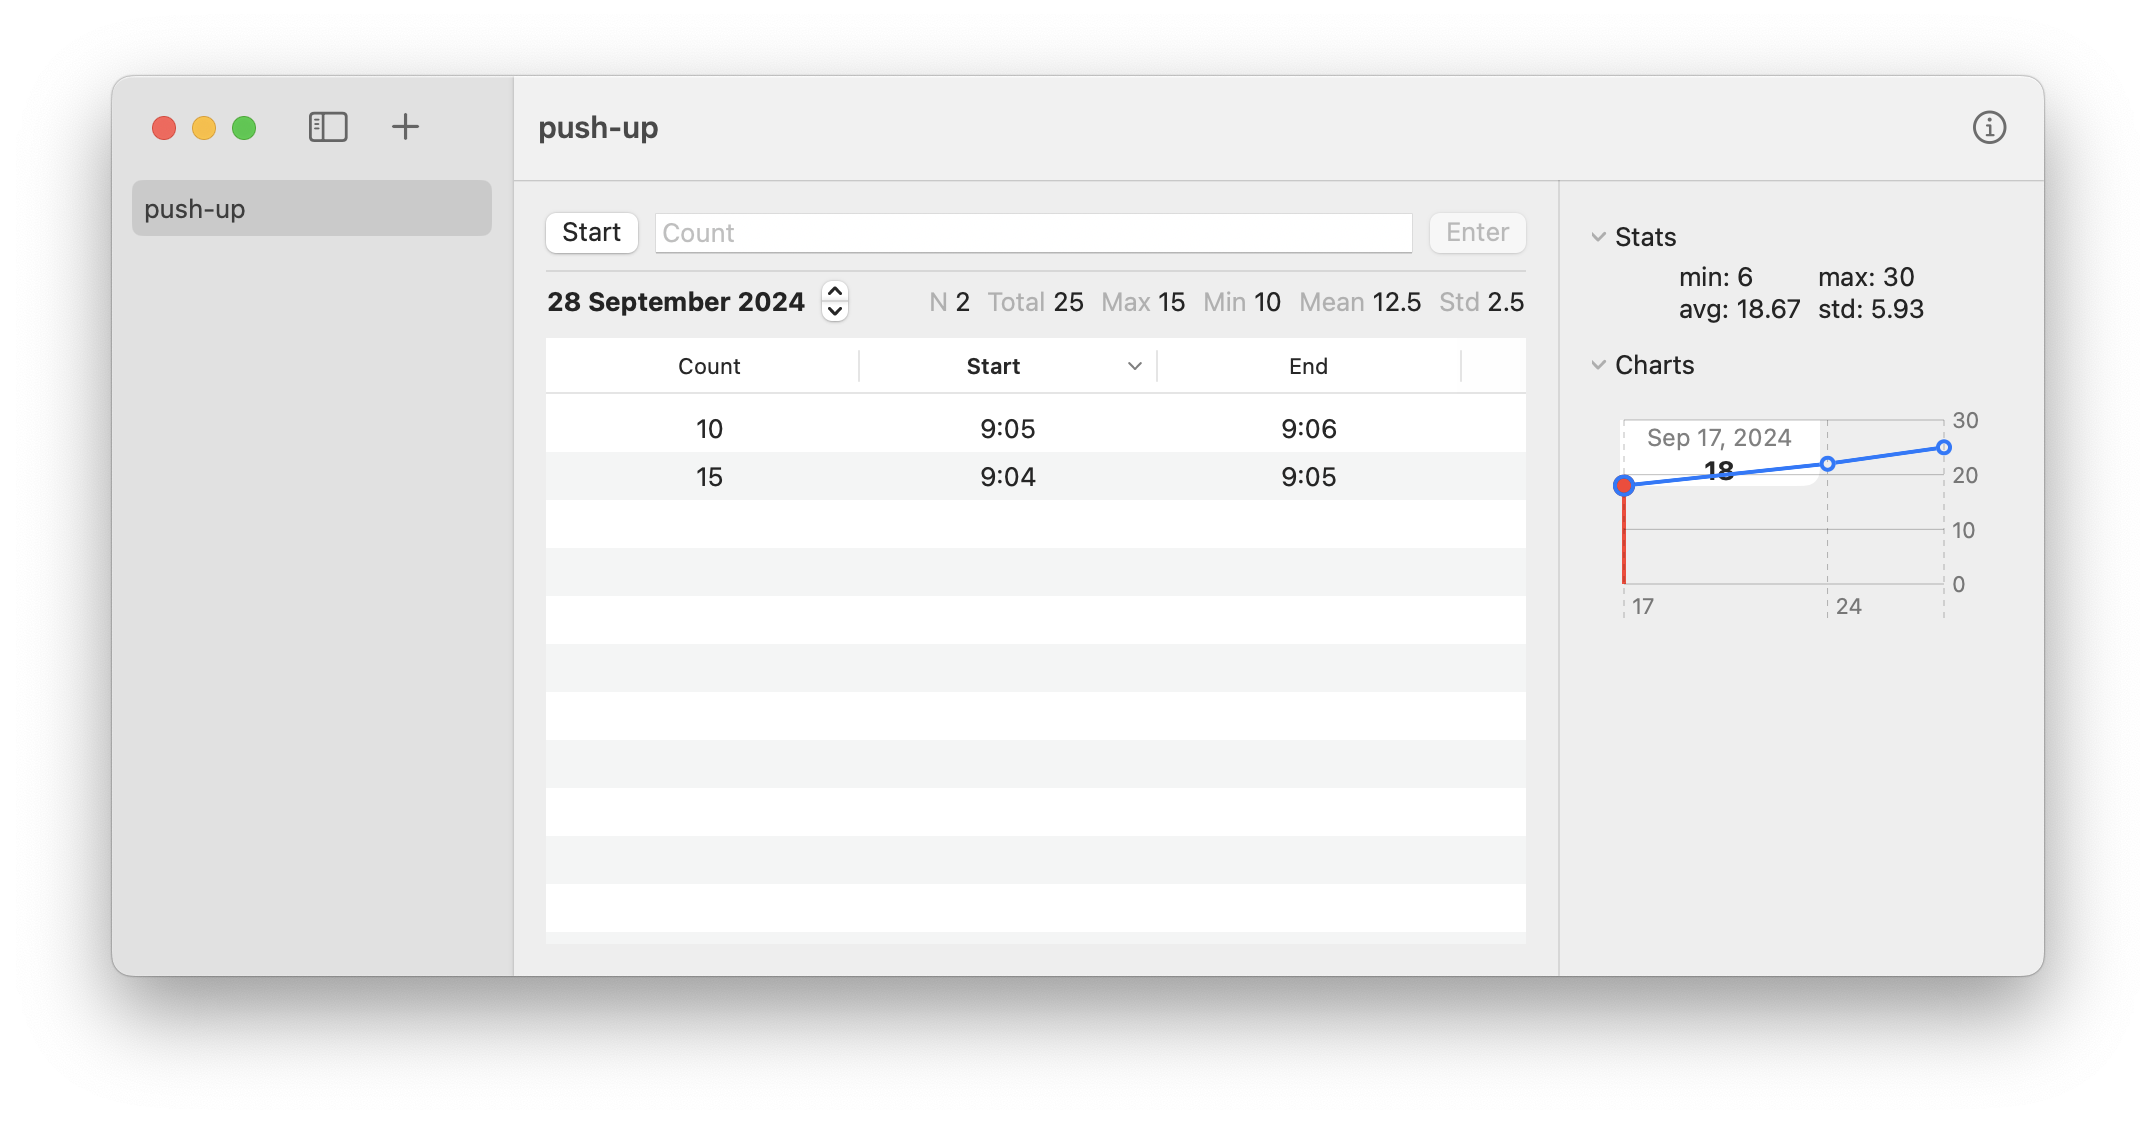 push-up
push-up
Start Count Enter
28 September 2024 N 2 Total 25 Max 15 Min 10 Mean 12.5 Std 2.5
Count Start End
10 9:05 9:06
15 9:04 9:05
Stats
min: 6 max: 30
avg: 18.67 std: 5.93
Charts
30
Sep 17, 2024
18
20
10
0
17 24